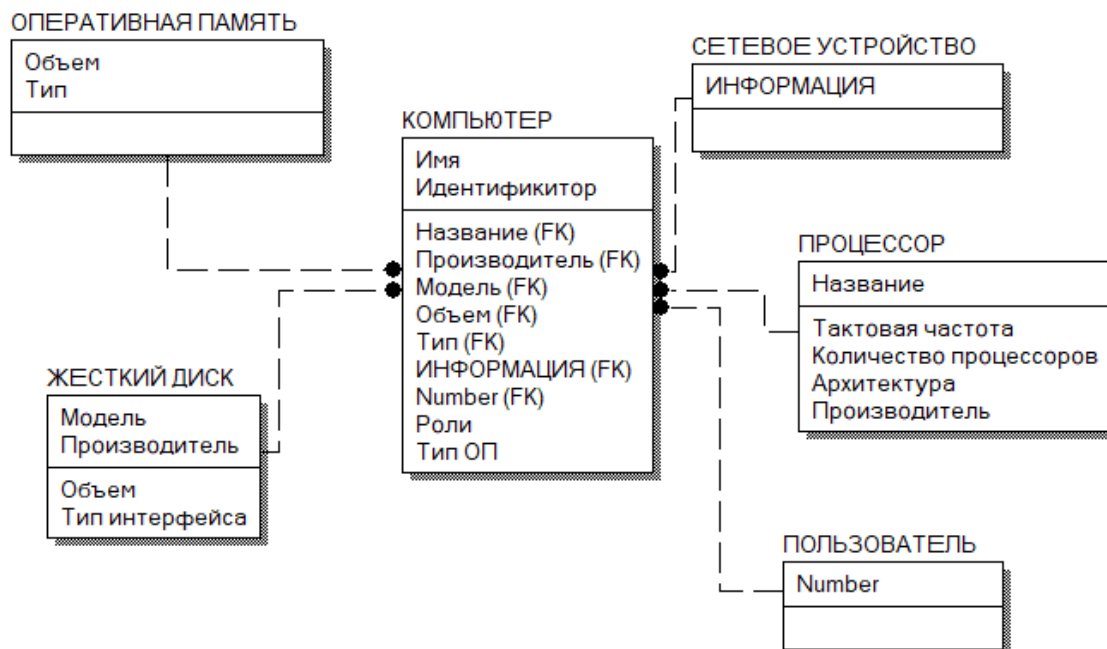 ОПЕРАТИВНАЯ ПАМЯТЬ
Объем
Тип
СЕТЕВОЕ УСТРОЙСТВО
ИНФОРМАЦИЯ
КОМПЬЮТЕР
Имя
Идентификитор
Название (FK)
Производитель (FK)
Модель (FK)
Объем (FK)
Тип (FK)
ИНФОРМАЦИЯ (FK)
Number (FK)
Роли
Тип ОП
ПРОЦЕССОР
Название
Тактовая частота
Количество процессоров
Архитектура
Производитель
ЖЕСТКИЙ ДИСК
Модель
Производитель
Объем
Тип интерфейса
ПОЛЬЗОВАТЕЛЬ
Number